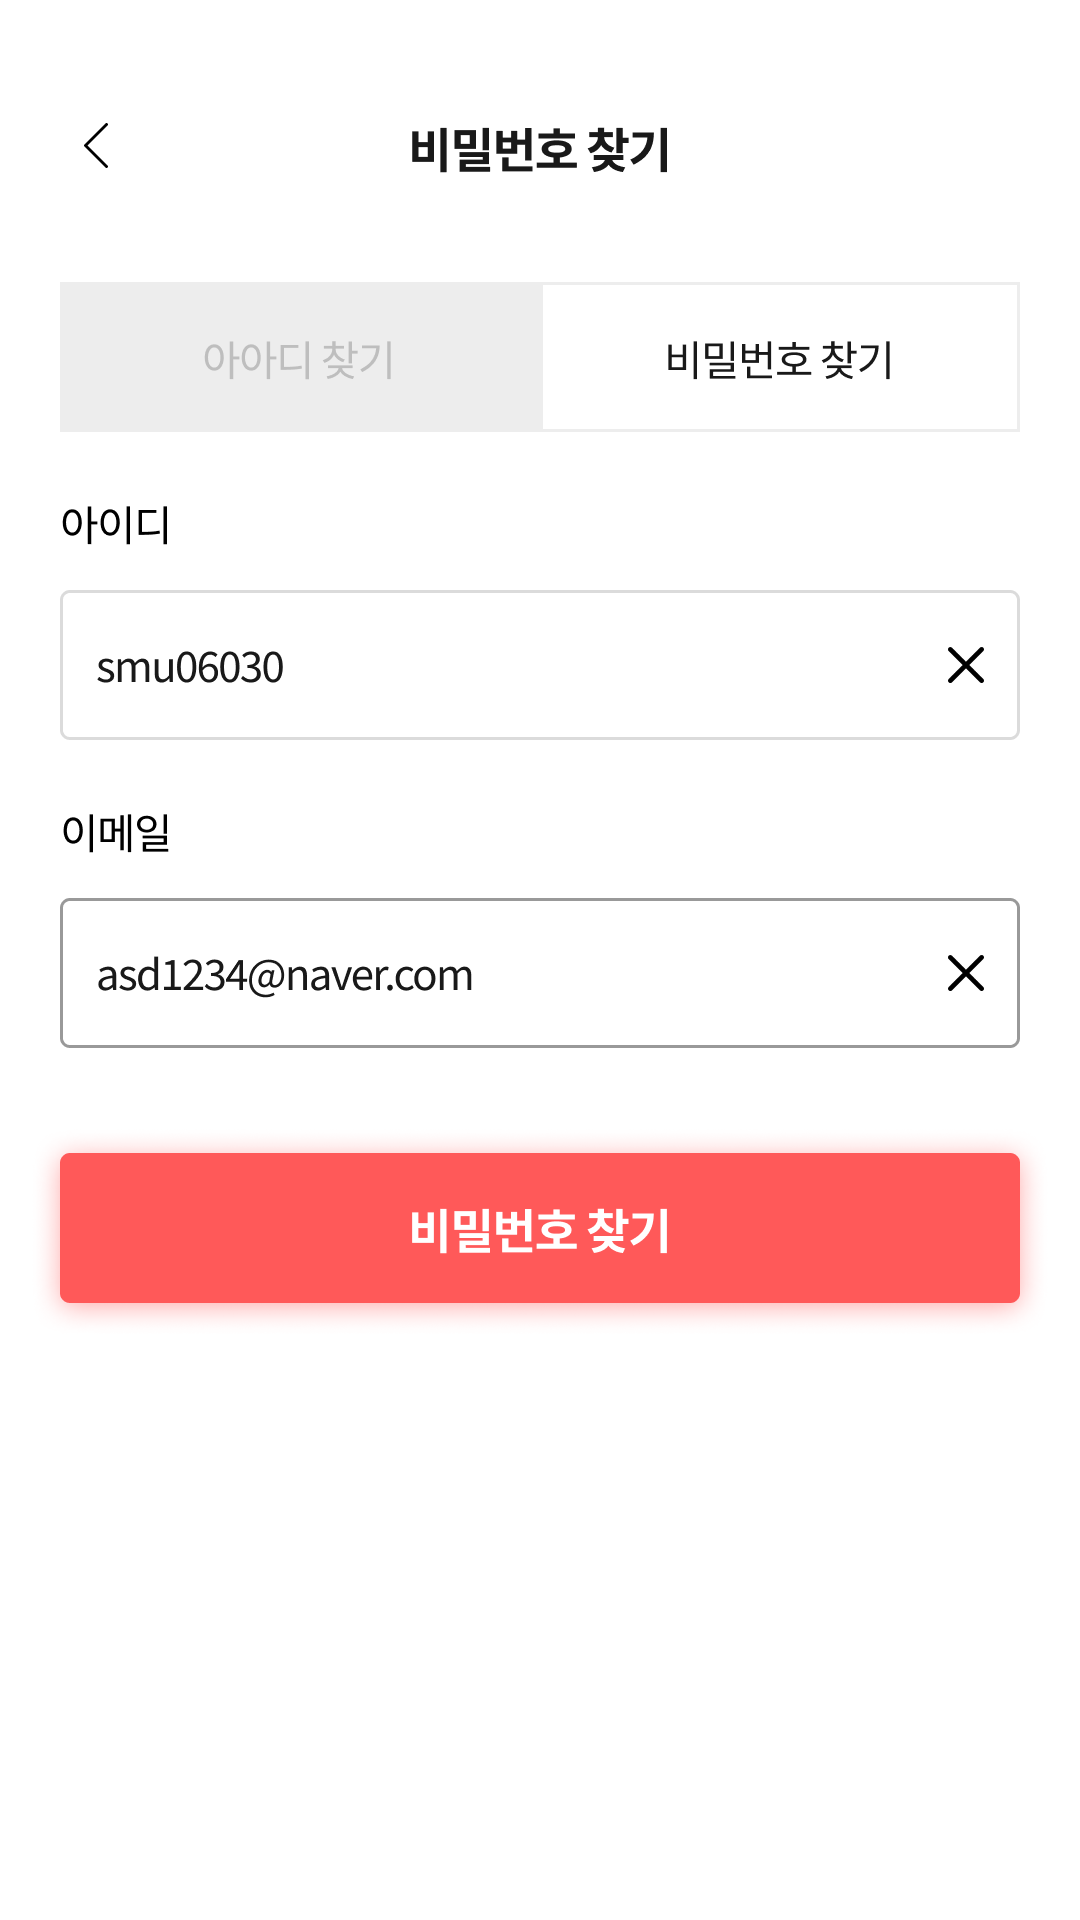 비밀번호 찾기
아아디 찾기
비밀번호 찾기
아이디
smu06030
이메일
asd1234@naver.com
비밀번호 찾기